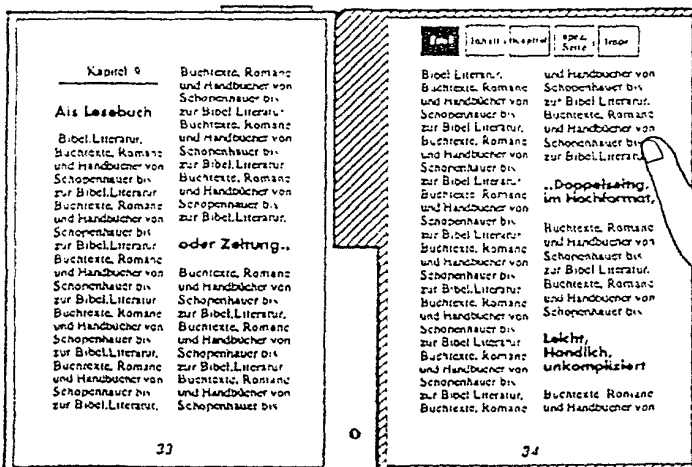 Kapitel 9
Als Lesebuch
Bibel, Literatur,
Buchtexte, Romane
und Handbücher von
Schopenhauer bis
zur Bibel, Literatur
Buchtexte, Romane
und Handbücher von
Schopenhauer bis
zur Bibel, Literatur
Buchtexte, Romane
und Handbücher von
Schopenhauer bis
zur Bibel, Literatur
Buchtexte, Romane
und Handbücher von
Schopenhauer bis
zur Bibel, Literatur,
Buchtexte, Romane
und Handbücher von
Schopenhauer bis
zur Bibel, Literatur,
Buchtexte, Romane
und Handbücher von
Schopenhauer bis
zur Bibel, Literatur
Buchtexte, Romane
und Handbücher von
Schopenhauer bis
zur Bibel, Literatur
Buchtexte, Romane
und Handbücher von
Schopenhauer bis
zur Bibel, Literatur,
oder Zeitung..
Buchtexte, Romane
und Handbücher von
Schopenhauer bis
zur Bibel, Literatur,
Buchtexte, Romane
und Handbücher von
Schopenhauer bis
zur Bibel, Literatur
Buchtexte, Romane
und Handbücher von
Schopenhauer bis
33
Inhalt
Kapitel
Seite
Bibel Literatur,
Buchtexte, Romane
und Handbücher von
Schopenhauer bis
zur Bibel Literatur,
Buchtexte, Romane
und Handbücher von
Schopenhauer bis
zur Bibel Literatur
Buchtexte Romane
und Handbücher von
Schopenhauer bis
zur Bibel Literatur
Buchtexte, Romane
und Handbücher von
Schopenhauer bis
zur Bibel Literatur
Buchtexte, Romane
und Handbücher von
Schopenhauer bis
zur Bibel Literatur
Buchtexte, Romane
und Handbücher von
Schopenhauer bis
zur Bibel Literatur
Buchtexte, Romane
und Handbücher von
Schopenhauer bis
zur Bibel Literatur,
Buchtexte, Romane
und Handbücher von
Schopenhauer bis
zur Bibel Literatur
..Doppelseitig,
im Hochformat,
Buchtexte, Romane
und Handbücher von
Schopenhauer bis
zur Bibel Literatur
Buchtexte, Romane
und Handbücher von
Schopenhauer bis
Leicht,
Handlich,
unkompliziert
Buchtexte Romane
und Handbücher von
34